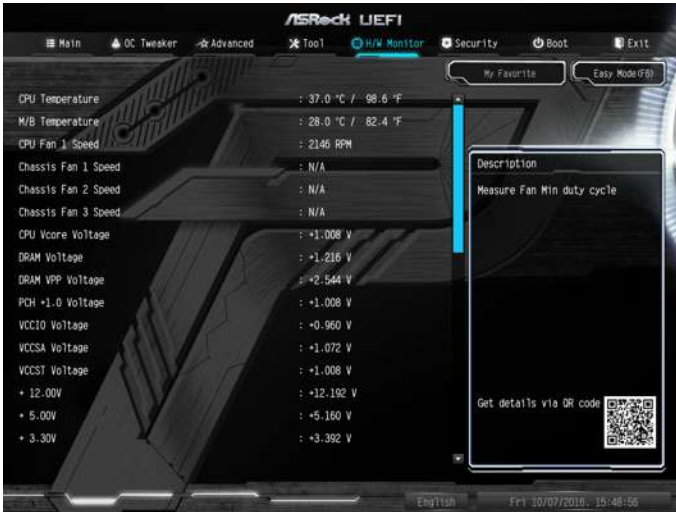 ASRock UEFI
Main OC Tweaker Advanced Tool H/W Monitor Security Boot Exit
My Favorite Easy Mode(F6)
CPU Temperature : 37.0 °C / 98.6 °F
M/B Temperature : 28.0 °C / 82.4 °F
CPU Fan 1 Speed : 2146 RPM
Chassis Fan 1 Speed : N/A
Chassis Fan 2 Speed : N/A
Chassis Fan 3 Speed : N/A
CPU Vcore Voltage : +1.008 V
DRAM Voltage : +1.216 V
DRAM VPP Voltage : +2.544 V
PCH +1.0 Voltage : +1.008 V
VCCIO Voltage : +0.960 V
VCCSA Voltage : +1.072 V
VCCST Voltage : +1.008 V
+ 12.00V : +12.192 V
+ 5.00V : +5.160 V
+ 3.30V : +3.392 V
Description
Measure Fan Min duty cycle
Get details via QR code
English Fri 10/07/2016, 15:48:56